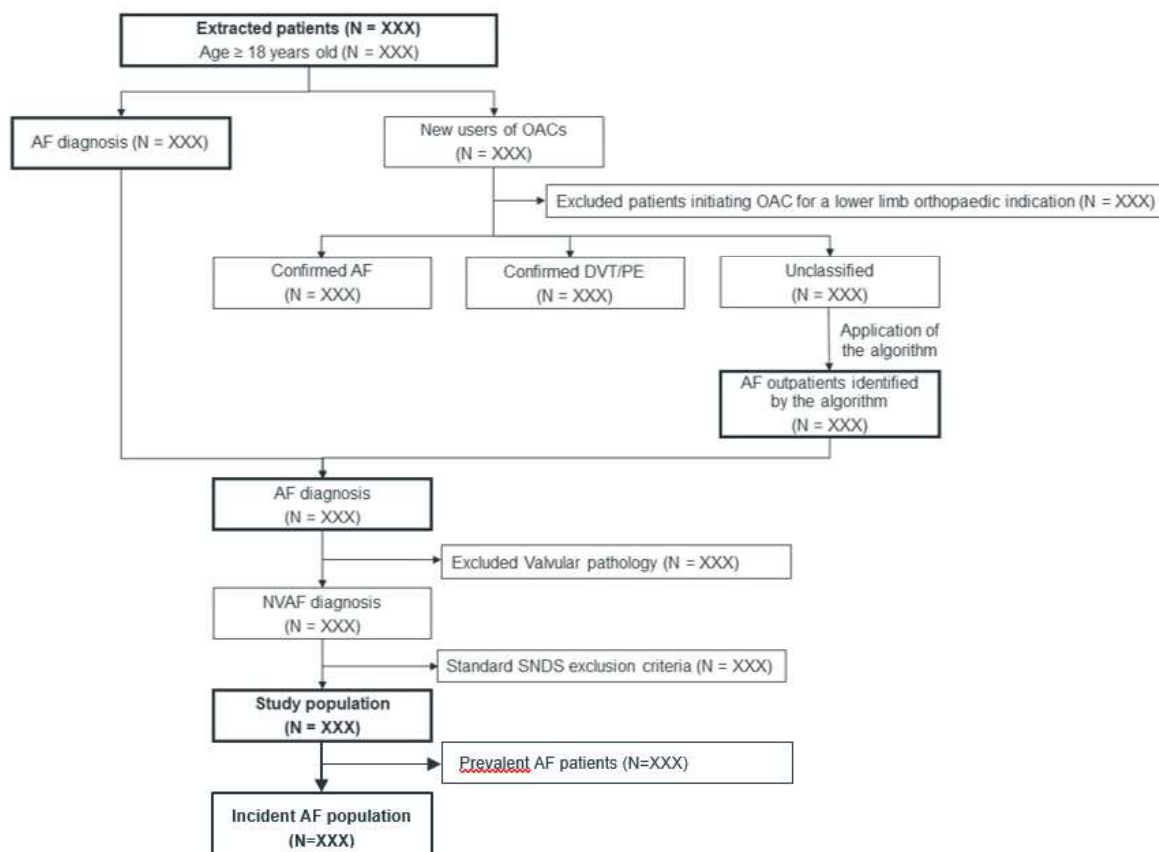 Extracted patients (N = XXX)
Age ≥ 18 years old (N = XXX)
AF diagnosis (N = XXX)
New users of OACs
(N = XXX)
Excluded patients initiating OAC for a lower limb orthopaedic indication (N = XXX)
Confirmed AF
(N = XXX)
Confirmed DVT/PE
(N = XXX)
Unclassified
(N = XXX)
Application of
the algorithm
AF outpatients identified
by the algorithm
(N = XXX)
AF diagnosis
(N = XXX)
Excluded Valvular pathology (N = XXX)
NVAF diagnosis
(N = XXX)
Standard SNDS exclusion criteria (N = XXX)
Study population
(N = XXX)
Prevalent AF patients (N=XXX)
Incident AF population
(N=XXX)